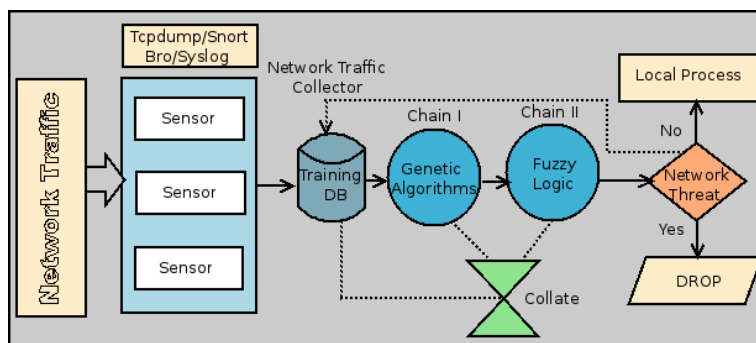 Network Traffic
Tcpdump/Snort
Bro/Syslog
Sensor
Sensor
Sensor
Network Traffic
Collector
Training
DB
Chain I
Genetic
Algorithms
Chain II
Fuzzy
Logic
Collate
Local Process
No
Network
Threat
Yes
DROP